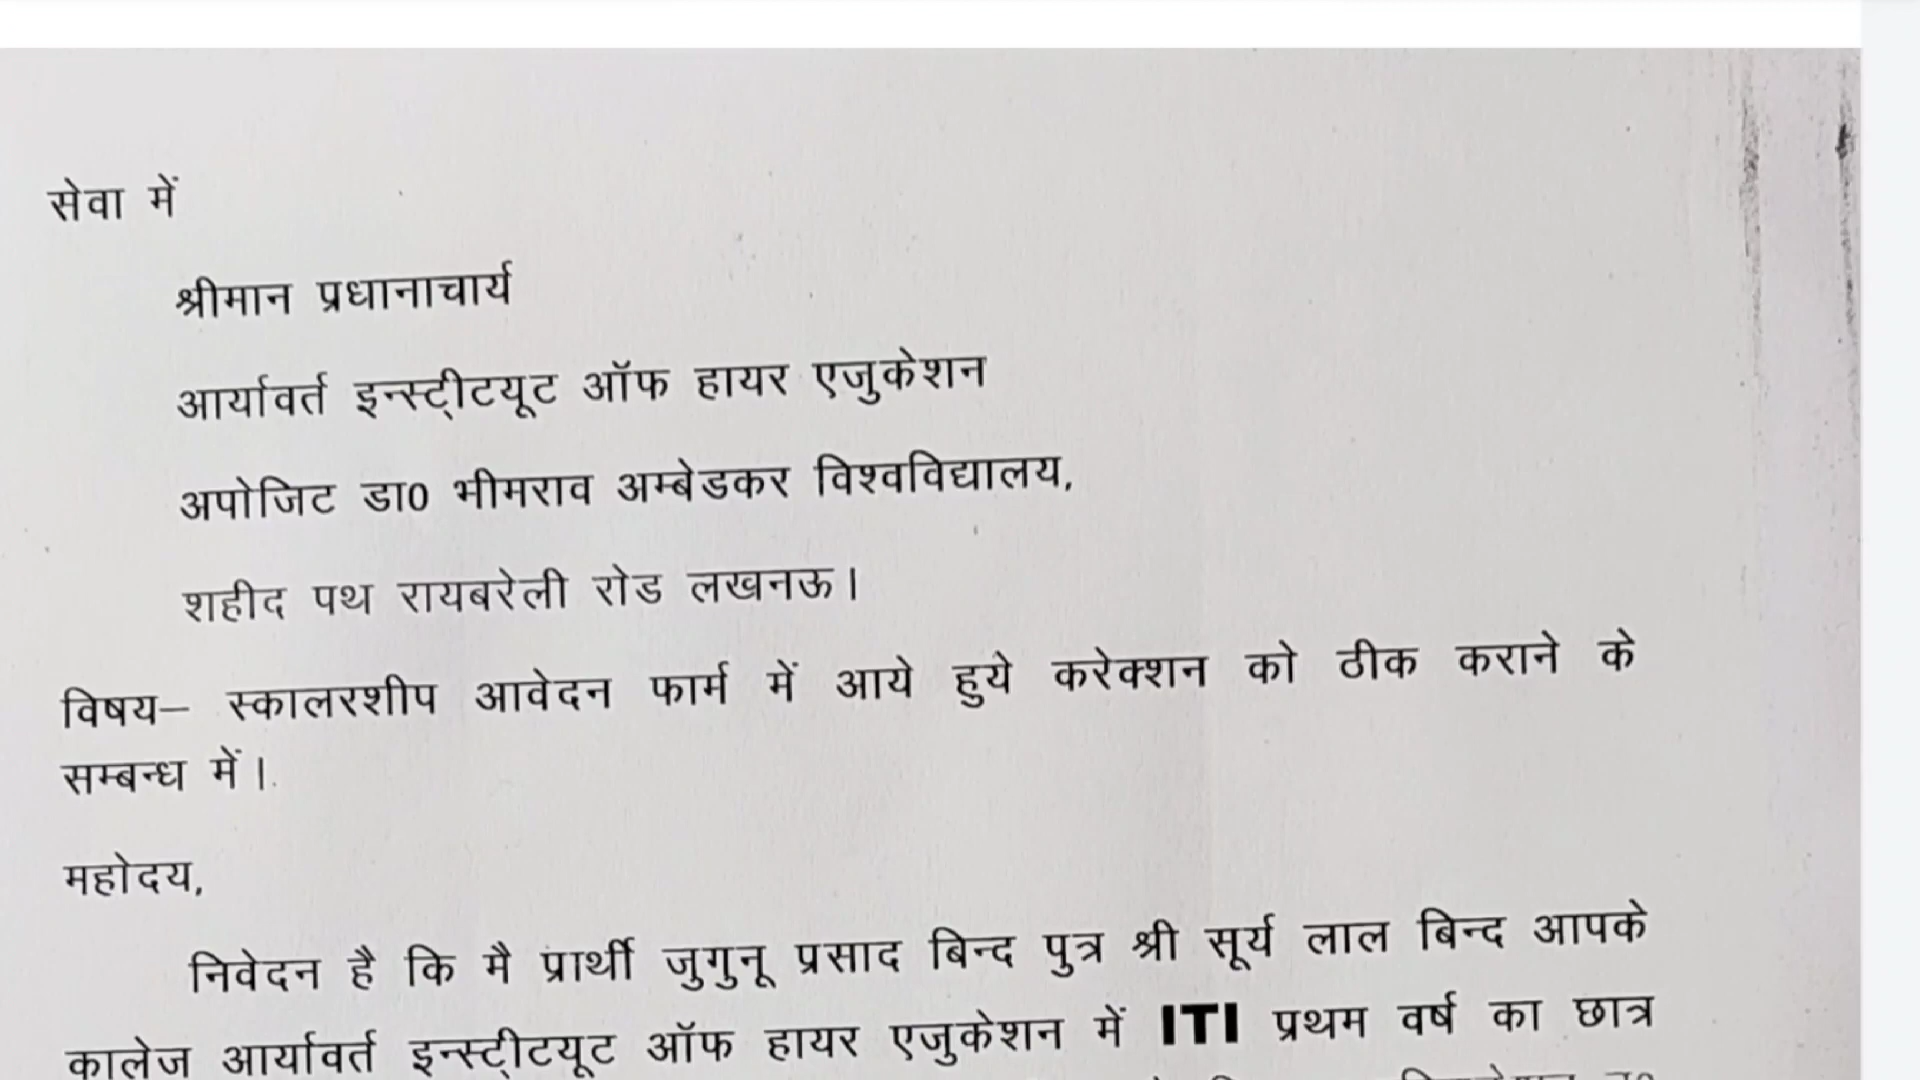 सेवा में
श्रीमान प्रधानाचार्य
आर्यावर्त इन्स्ट्रीटयूट ऑफ हायर एजुकेशन
अपोजिट डा0 भीमराव अम्बेडकर विश्वविद्यालय,
शहीद पथ रायबरेली रोड लखनऊ।
विषय– स्कालरशीप आवेदन फार्म में आये हुये करेक्शन को ठीक कराने के
सम्बन्ध में।
महोदय,
निवेदन है कि मै प्रार्थी जुगुनू प्रसाद बिन्द पुत्र श्री सूर्य लाल बिन्द आपके
कालेज आर्यावर्त इन्स्ट्रीटयूट ऑफ हायर एजुकेशन में ITI प्रथम वर्ष का छात्र